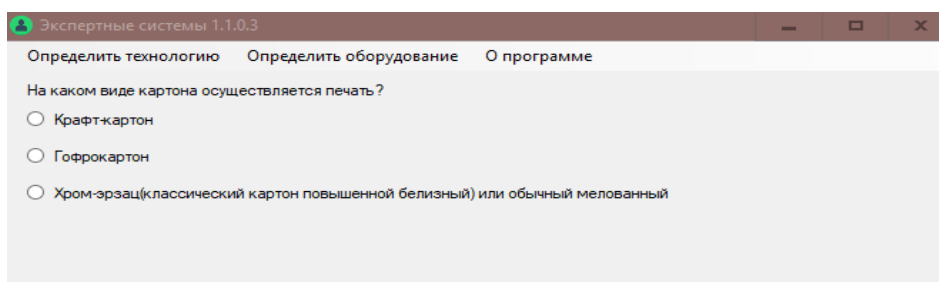 Экспертные системы 1.1.0.3
Определить технологию Определить оборудование О программе
На каком виде картона осуществляется печать?
Крафт-картон
Гофрокартон
Хром-эрзац(классический картон повышенной белизный) или обычный мелованный